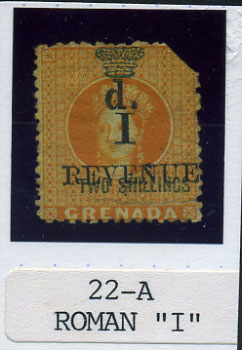 d.
I
REVENUE
TWO SHILLINGS
GRENADA
22-A
ROMAN "I"